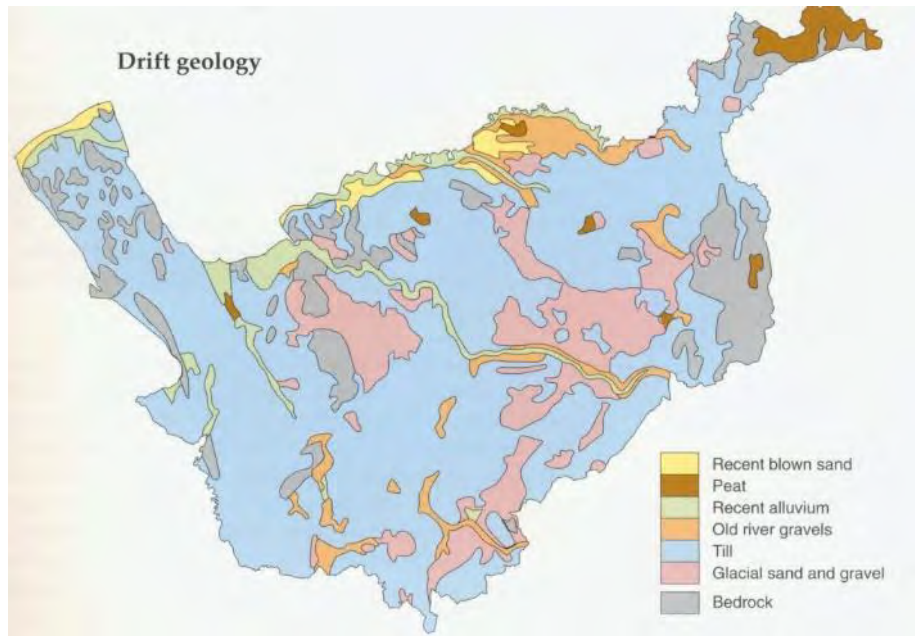 Drift geology
Recent blown sand
Peat
Recent alluvium
Old river gravels
Till
Glacial sand and gravel
Bedrock